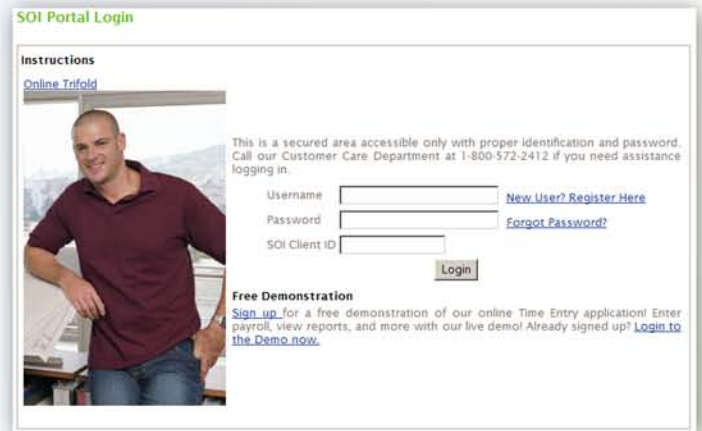 SOI Portal Login
Instructions
Online Trifold
This is a secured area accessible only with proper identification and password.
Call our Customer Care Department at 1-800-572-2412 if you need assistance
logging in.
Username
New User? Register Here
Password
Forgot Password?
SOI Client ID
Login
Free Demonstration
Sign up for a free demonstration of our online Time Entry application! Enter
payroll, view reports, and more with our live demo! Already signed up? Login to
the Demo now.